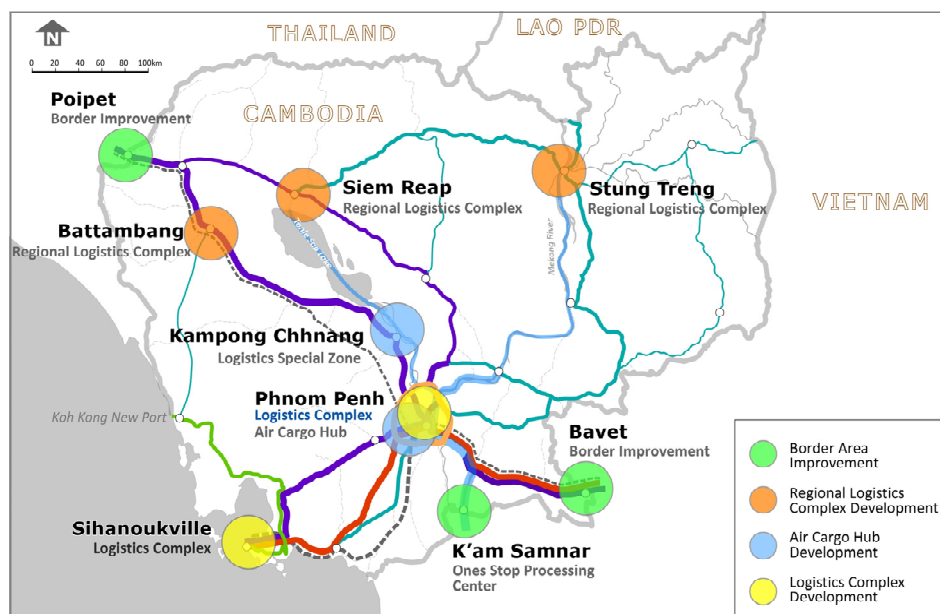 THAILAND
LAO PDR
N
0 20 40 60 80 100km
Poipet
Border Improvement
CAMBODIA
Siem Reap
Regional Logistics Complex
Stung Treng
Regional Logistics Complex
VIETNAM
Battambang
Regional Logistics Complex
Mekong River
Kampong Chhnang
Logistics Special Zone
Phnom Penh
Logistics Complex
Air Cargo Hub
Koh Kong New Port
Bavet
Border Improvement
Sihanoukville
Logistics Complex
K'am Samnar
Ones Stop Processing
Center
Border Area
Improvement
Regional Logistics
Complex Development
Air Cargo Hub
Development
Logistics Complex
Development